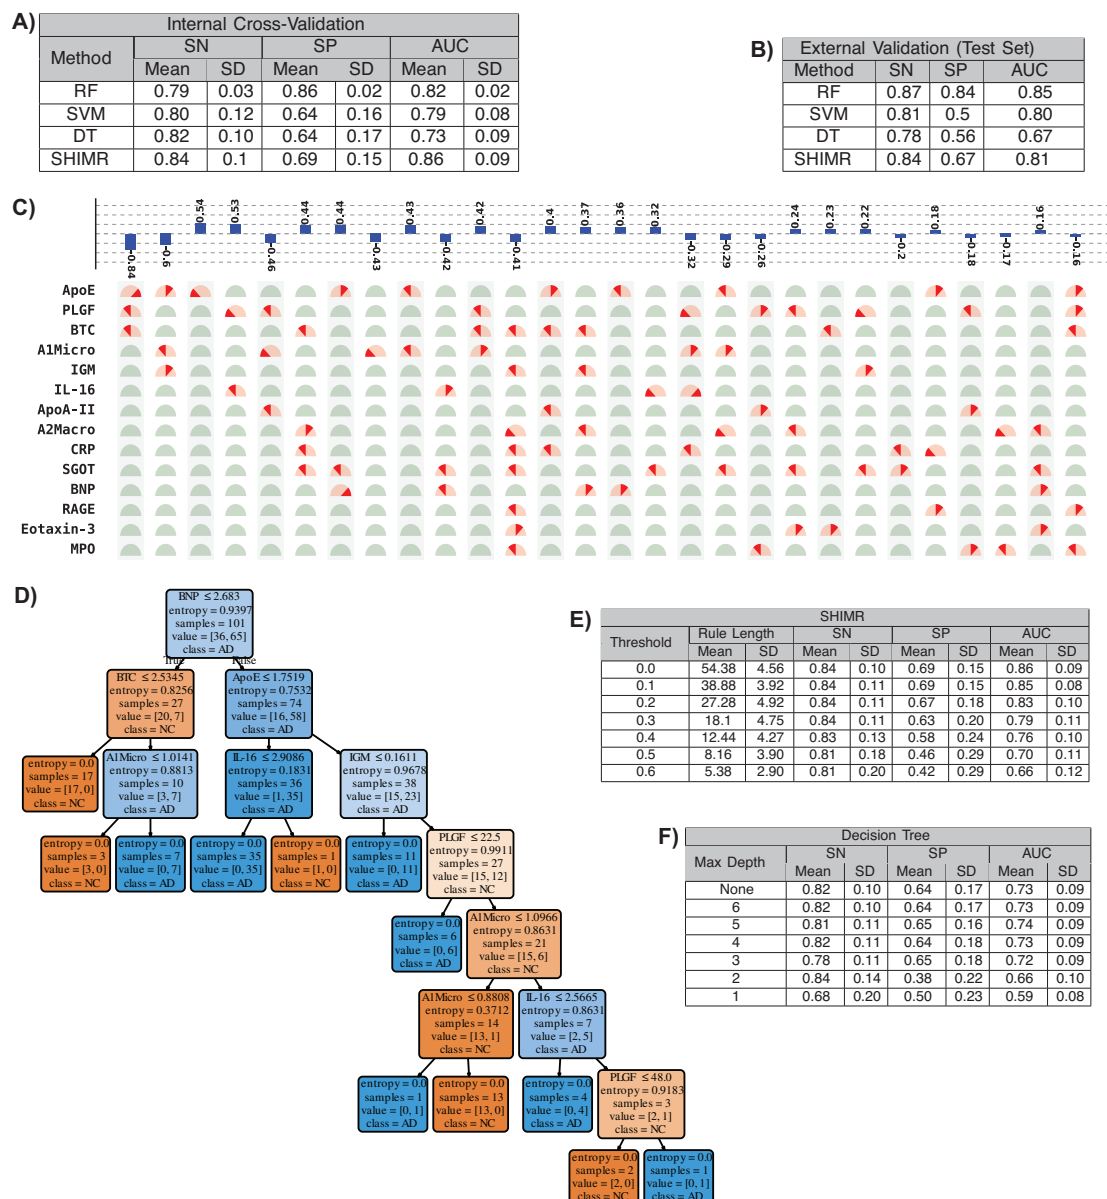 A)
Internal Cross-Validation
Method SN SP AUC
Mean SD Mean SD Mean SD
RF 0.79 0.03 0.86 0.02 0.82 0.02
SVM 0.80 0.12 0.64 0.16 0.79 0.08
DT 0.82 0.10 0.64 0.17 0.73 0.09
SHIMR 0.84 0.1 0.69 0.15 0.86 0.09
B)
External Validation (Test Set)
Method SN SP AUC
RF 0.87 0.84 0.85
SVM 0.81 0.5 0.80
DT 0.78 0.56 0.67
SHIMR 0.84 0.67 0.81
C)
-0.84 -0.6 0.54 0.53 -0.46 0.44 0.44 -0.43 0.43 -0.42 0.42 -0.41 0.4 0.37 0.36 0.32 -0.32 -0.29 -0.26 0.24 0.23 0.22 -0.2 0.18 -0.18 -0.17 0.16 -0.16
ApoE
PLGF
BTC
A1Micro
IGM
IL-16
ApoA-II
A2Macro
CRP
SGOT
BNP
RAGE
Eotaxin-3
MPO
D)
BNP ≤ 2.683
entropy = 0.9397
samples = 101
value = [36, 65]
class = AD
True
False
BTC ≤ 2.5345
entropy = 0.8256
samples = 27
value = [20, 7]
class = NC
ApoE ≤ 1.7519
entropy = 0.7532
samples = 74
value = [16, 58]
class = AD
entropy = 0.0
samples = 17
value = [17, 0]
class = NC
A1Micro ≤ 1.0141
entropy = 0.8813
samples = 10
value = [3, 7]
class = AD
IL-16 ≤ 2.9086
entropy = 0.1831
samples = 36
value = [1, 35]
class = AD
IGM ≤ 0.1611
entropy = 0.9678
samples = 38
value = [15, 23]
class = AD
entropy = 0.0
samples = 3
value = [3, 0]
class = NC
entropy = 0.0
samples = 7
value = [0, 7]
class = AD
entropy = 0.0
samples = 35
value = [0, 35]
class = AD
entropy = 0.0
samples = 1
value = [1, 0]
class = NC
entropy = 0.0
samples = 11
value = [0, 11]
class = AD
PLGF ≤ 22.5
entropy = 0.9911
samples = 27
value = [15, 12]
class = NC
entropy = 0.0
samples = 6
value = [0, 6]
class = AD
A1Micro ≤ 1.0966
entropy = 0.8631
samples = 21
value = [15, 6]
class = NC
A1Micro ≤ 0.8808
entropy = 0.3712
samples = 14
value = [13, 1]
class = NC
IL-16 ≤ 2.5665
entropy = 0.8631
samples = 7
value = [2, 5]
class = AD
entropy = 0.0
samples = 1
value = [0, 1]
class = AD
entropy = 0.0
samples = 13
value = [13, 0]
class = NC
entropy = 0.0
samples = 4
value = [0, 4]
class = AD
PLGF ≤ 48.0
entropy = 0.9183
samples = 3
value = [2, 1]
class = NC
entropy = 0.0
samples = 2
value = [2, 0]
class = NC
entropy = 0.0
samples = 1
value = [0, 1]
class = AD
E)
SHIMR
Threshold Rule Length SN SP AUC
Mean SD Mean SD Mean SD Mean SD
0.0 54.38 4.56 0.84 0.10 0.69 0.15 0.86 0.09
0.1 38.88 3.92 0.84 0.11 0.69 0.15 0.85 0.08
0.2 27.28 4.92 0.84 0.11 0.67 0.18 0.83 0.10
0.3 18.1 4.75 0.84 0.11 0.63 0.20 0.79 0.11
0.4 12.44 4.27 0.83 0.13 0.58 0.24 0.76 0.10
0.5 8.16 3.90 0.81 0.18 0.46 0.29 0.70 0.11
0.6 5.38 2.90 0.81 0.20 0.42 0.29 0.66 0.12
F)
Decision Tree
Max Depth SN SP AUC
Mean SD Mean SD Mean SD
None 0.82 0.10 0.64 0.17 0.73 0.09
6 0.82 0.10 0.64 0.17 0.73 0.09
5 0.81 0.11 0.65 0.16 0.74 0.09
4 0.82 0.11 0.64 0.18 0.73 0.09
3 0.78 0.11 0.65 0.18 0.72 0.09
2 0.84 0.14 0.38 0.22 0.66 0.10
1 0.68 0.20 0.50 0.23 0.59 0.08